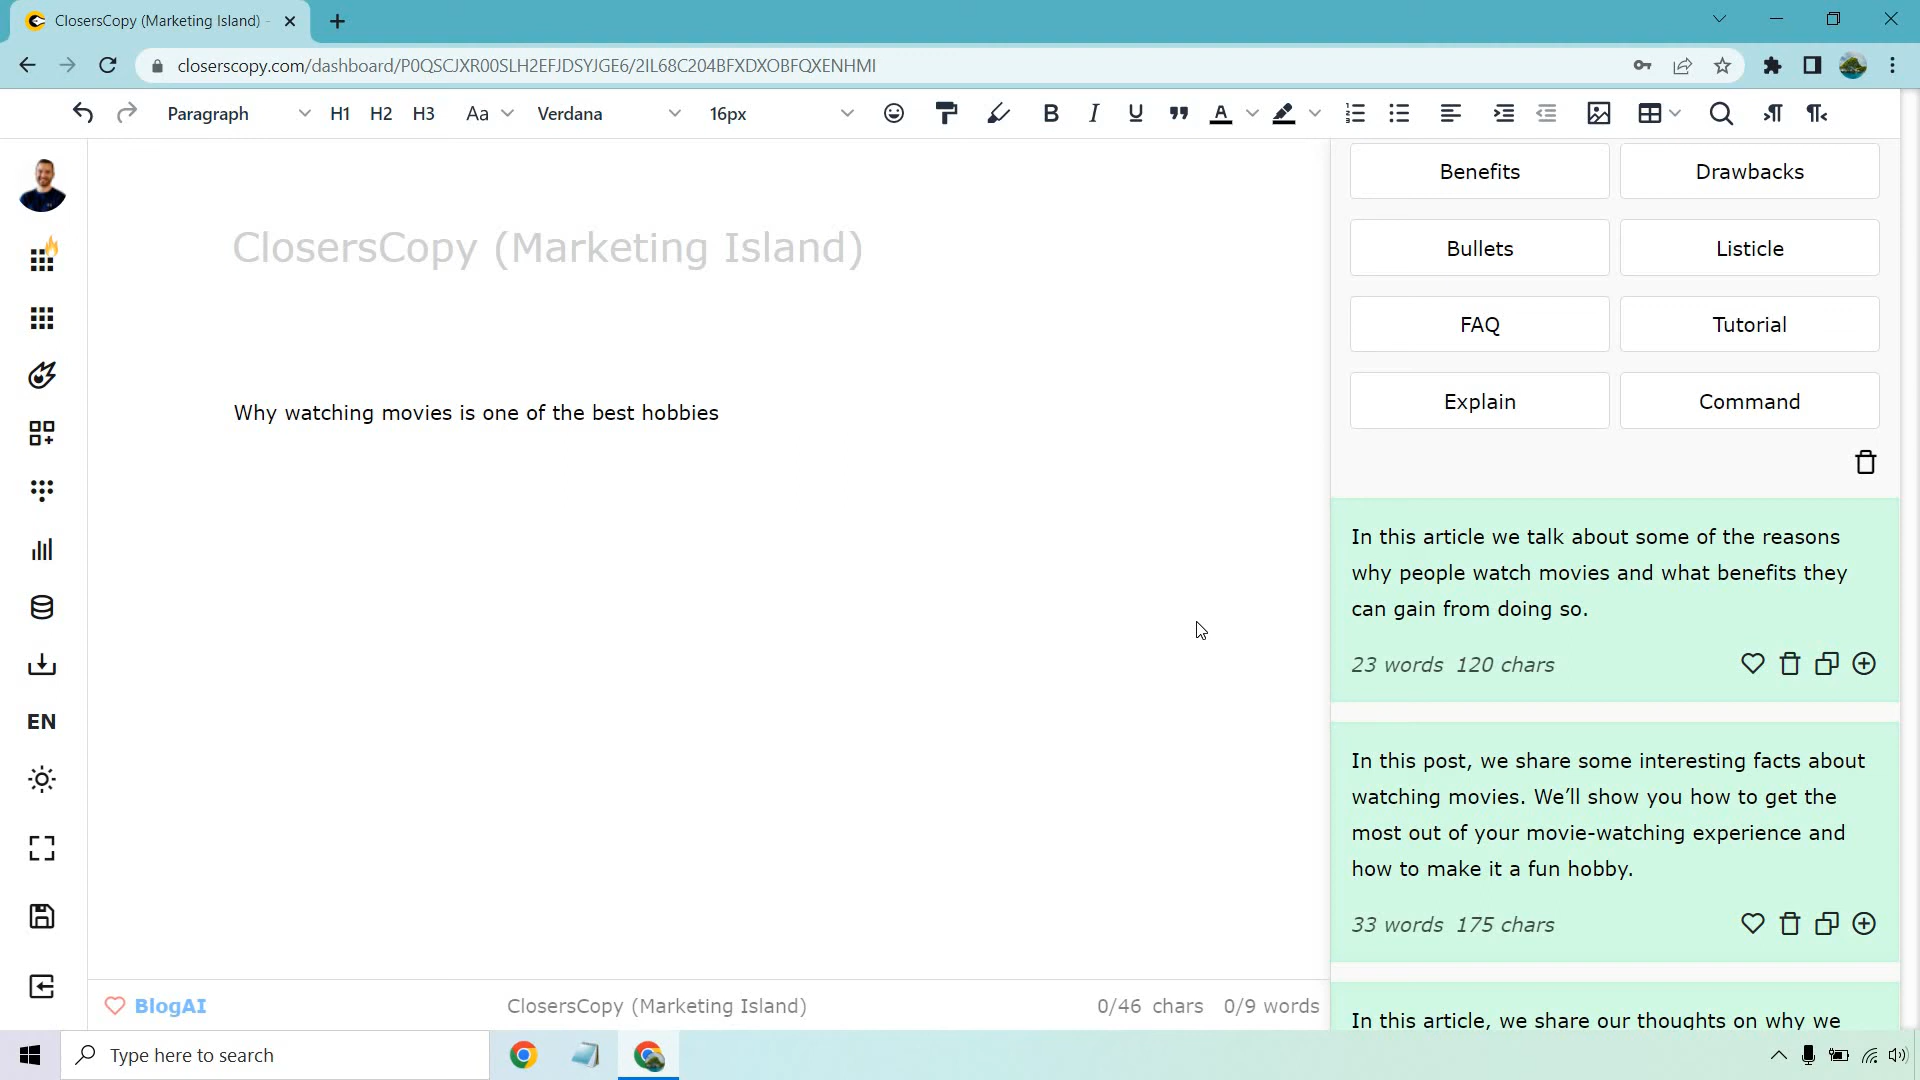 ClosersCopy (Marketing Island) -
closerscopy.com/dashboard/P0QSCJXR00SLH2EFJDSYJGE6/2IL68C204BFXDXOBFQXENHMI
Paragraph H1 H2 H3 Aa Verdana 16px B I U A
ClosersCopy (Marketing Island)
Why watching movies is one of the best hobbies
EN
Benefits Drawbacks
Bullets Listicle
FAQ Tutorial
Explain Command
In this article we talk about some of the reasons
why people watch movies and what benefits they
can gain from doing so.
23 words 120 chars
In this post, we share some interesting facts about
watching movies. We’ll show you how to get the
most out of your movie-watching experience and
how to make it a fun hobby.
33 words 175 chars
In this article, we share our thoughts on why we
BlogAI ClosersCopy (Marketing Island) 0/46 chars 0/9 words
Type here to search